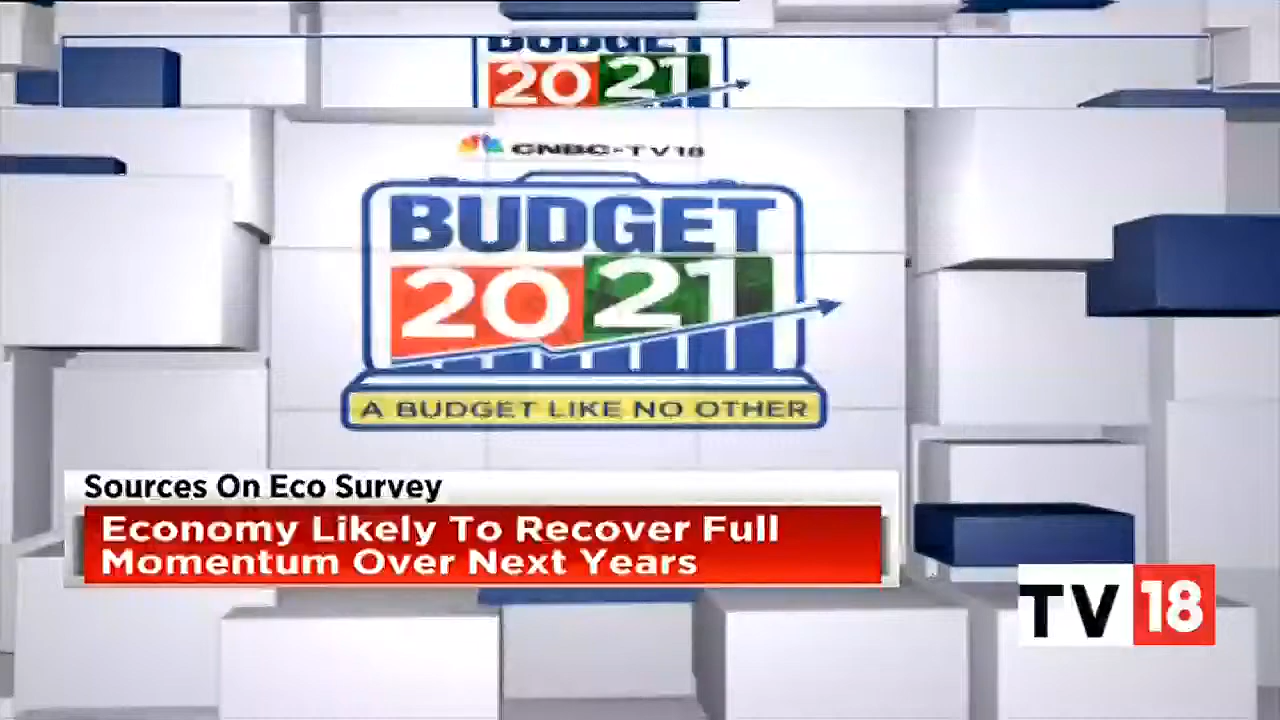 BUDGET
2021
CNBC-TV18
BUDGET
2021
A BUDGET LIKE NO OTHER
Sources On Eco Survey
Economy Likely To Recover Full
Momentum Over Next Years
TV18